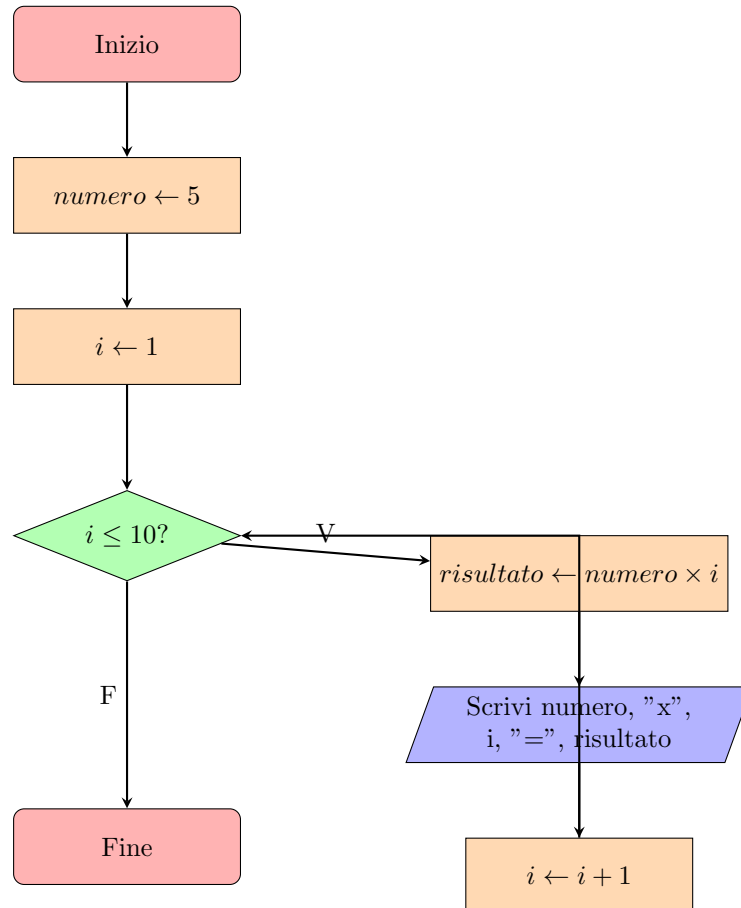 Inizio
numero ← 5
i ← 1
i ≤ 10?
V
risultato ← numero × i
F
Scrivi numero, ”x”,
i, ”=”, risultato
Fine
i ← i + 1